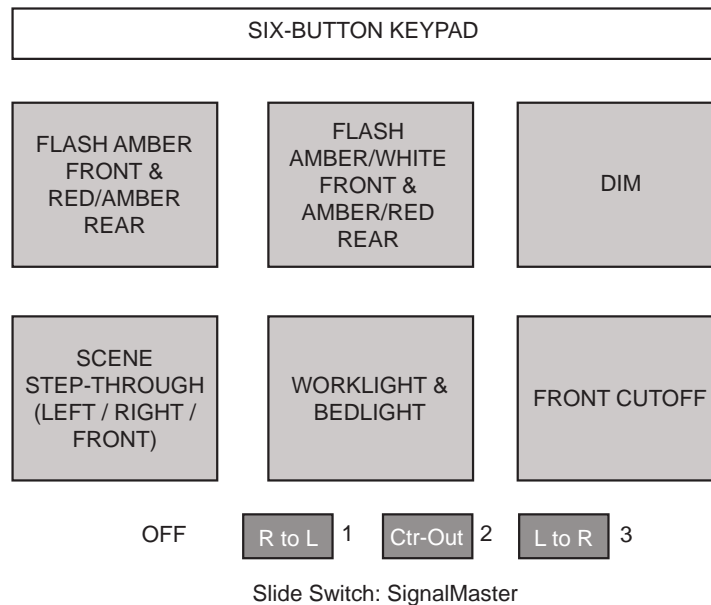 SIX-BUTTON KEYPAD
FLASH AMBER
FRONT &
RED/AMBER
REAR
FLASH
AMBER/WHITE
FRONT &
AMBER/RED
REAR
DIM
SCENE
STEP-THROUGH
(LEFT / RIGHT /
FRONT)
WORKLIGHT &
BEDLIGHT
FRONT CUTOFF
OFF R to L 1 Ctr-Out 2 L to R 3
Slide Switch: SignalMaster